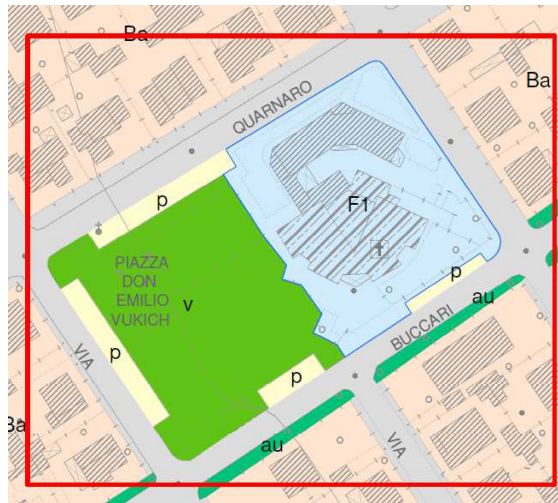 Ba
QUARNARO
Ba
p
F1
PIAZZA
DON
EMILIO
VUKICH
v
p
au
BUCCARI
VIA
p
p
Ba
au
VIA